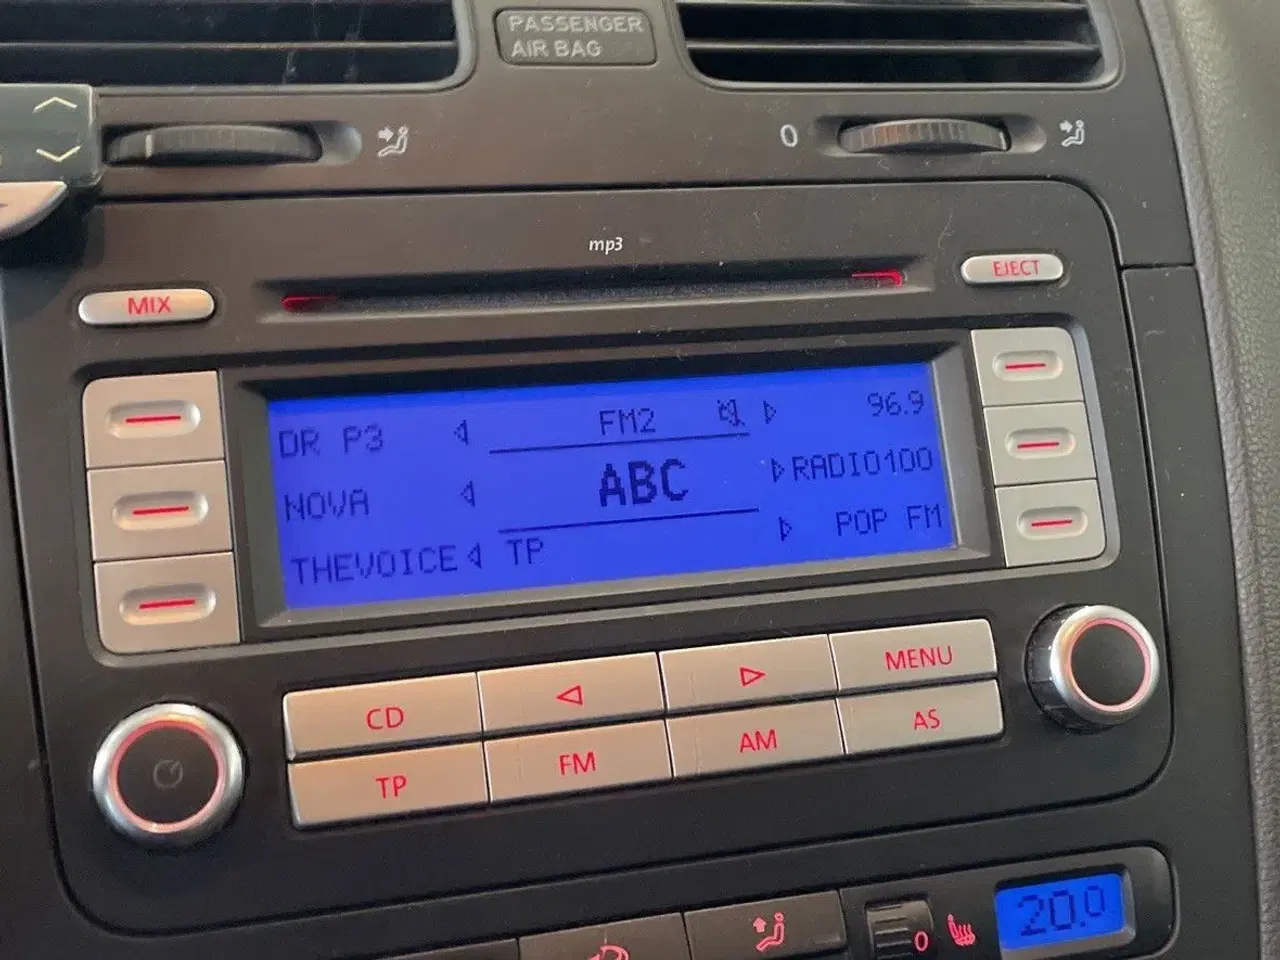 PASSENGER
AIR BAG
0
mp3
MIX
EJECT
DR P3
FM2
96.9
NOVA
ABC
RADIO100
THEVOICE
TP
POP FM
CD
MENU
TP
FM
AM
AS
0
20.0